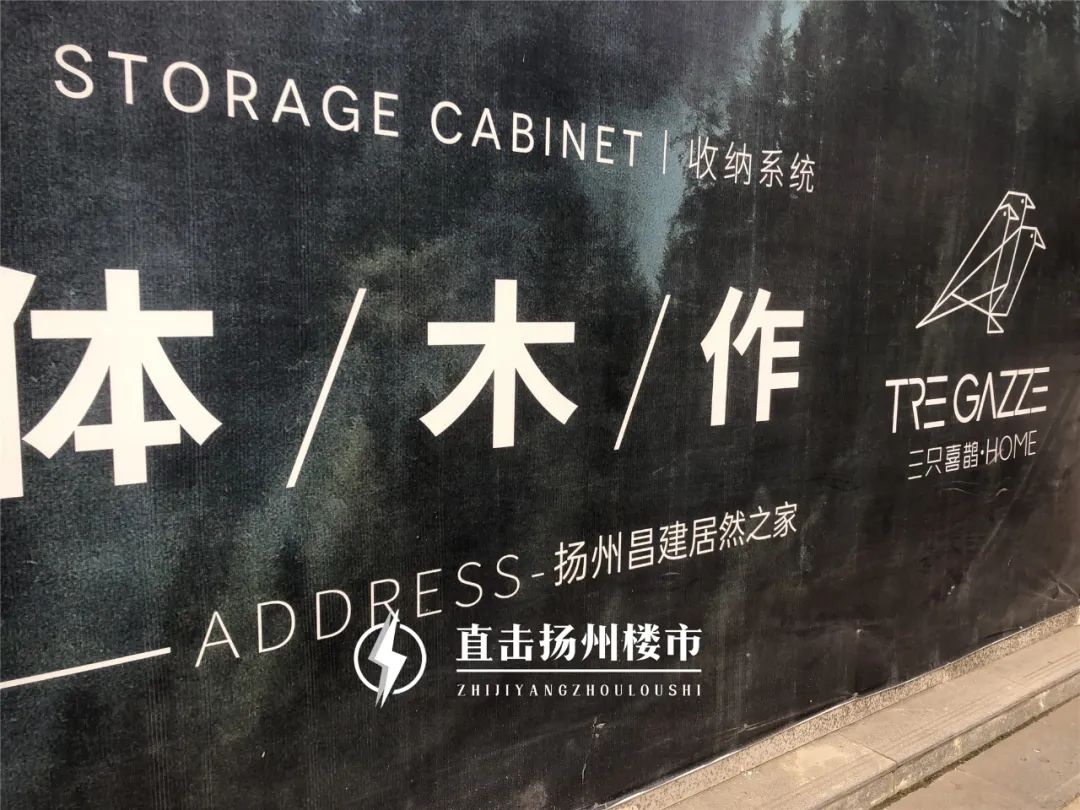 STORAGE CABINET | 收纳系统
体/木/作
TRE GAZZE
三只喜鹊·HOME
ADDRESS-扬州昌建居然之家
直击扬州楼市
ZHIJIYANGZHOULOUSHI